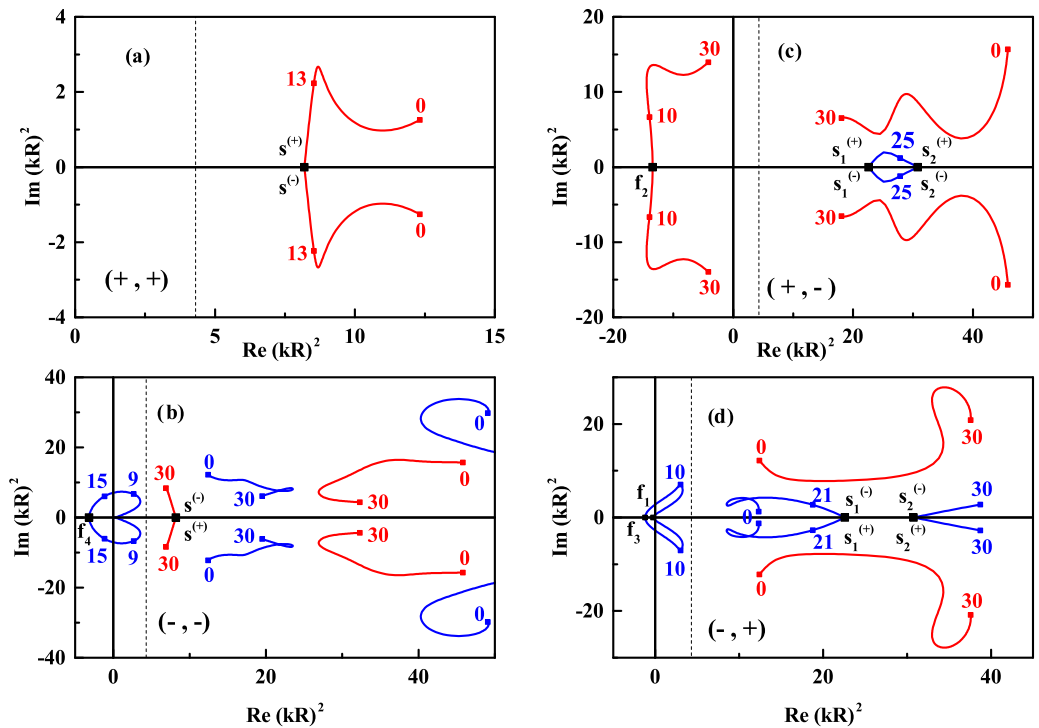 (a)
4
2
0
-2
-4
Im (kR)²
13
0
s⁽⁺⁾
s⁽⁻⁾
13
0
(+ , +)
0
5
10
15
Re (kR)²
(c)
20
10
0
-10
-20
Im (kR)²
30
10
f₂
10
30
0
30
25
s₁⁽⁺⁾
s₂⁽⁺⁾
s₁⁽⁻⁾
s₂⁽⁻⁾
25
30
0
(+ , -)
-20
0
20
40
Re (kR)²
(b)
40
20
0
-20
-40
Im (kR)²
15
9
30
0
30
0
30
0
f₄
s⁽⁻⁾
s⁽⁺⁾
15
9
30
0
30
0
30
0
(- , -)
0
20
40
Re (kR)²
(d)
20
0
-20
Im (kR)²
10
0
30
f₁
f₃
21
0
s₁⁽⁻⁾
s₂⁽⁻⁾
30
s₁⁽⁺⁾
s₂⁽⁺⁾
21
30
10
0
30
(- , +)
0
20
40
Re (kR)²